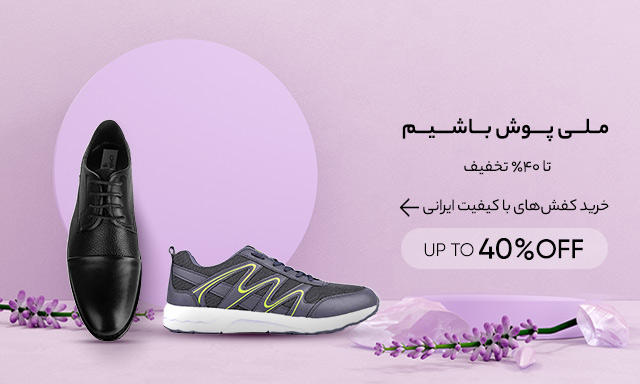 ملی پوش باشیم
تا ۴۰% تخفیف
خرید کفش‌های با کیفیت ایرانی
UP TO 40%OFF